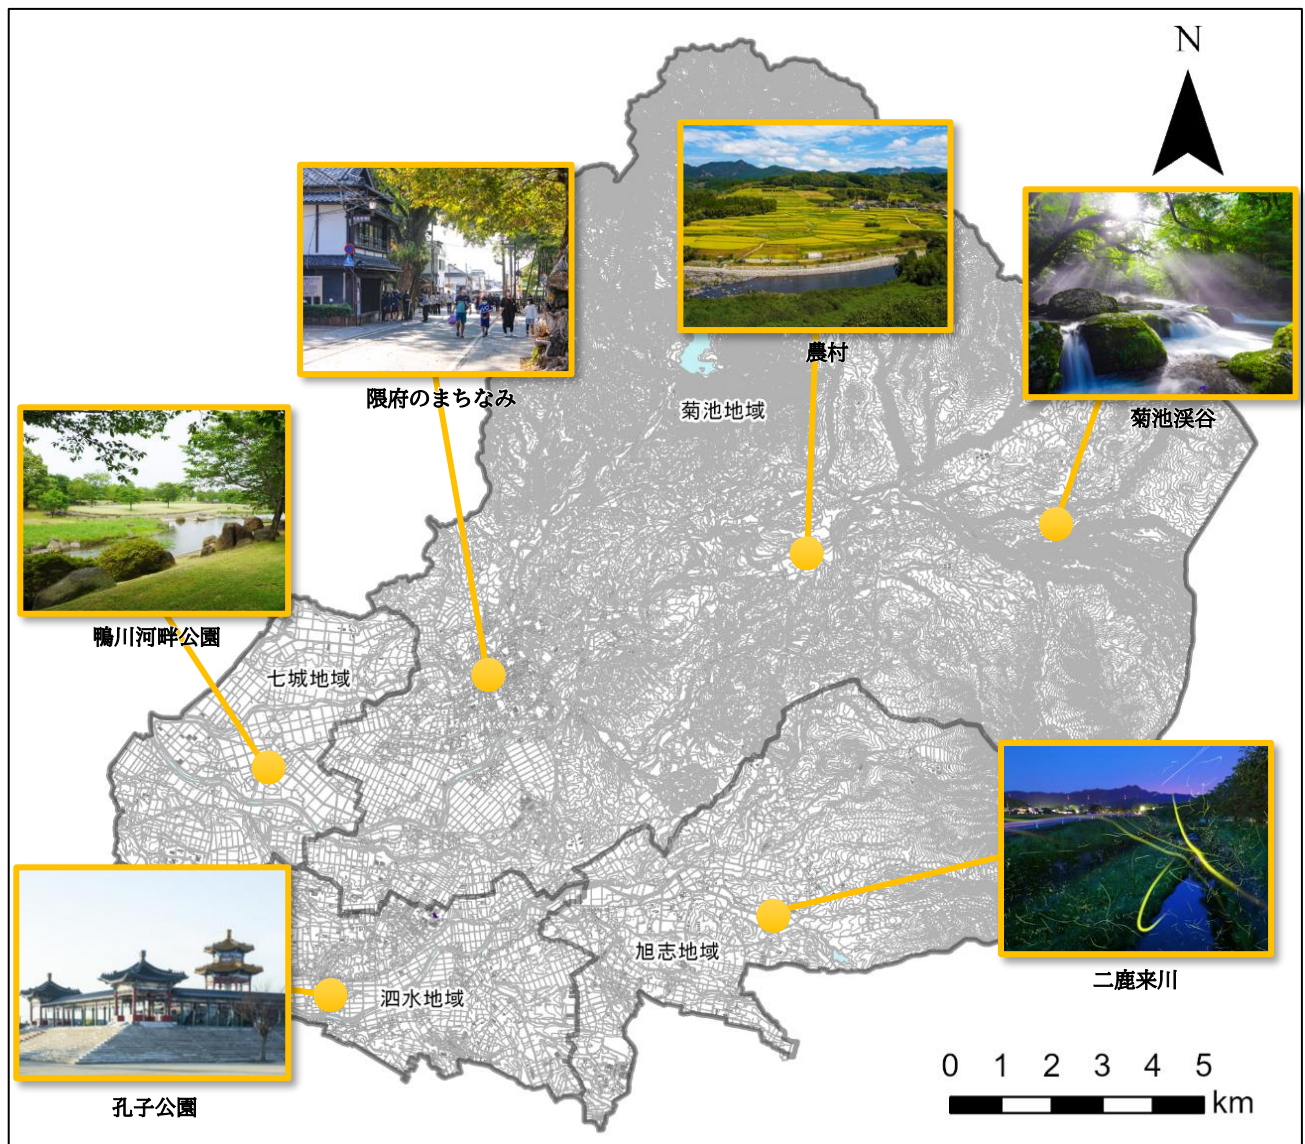 N
農村
隈府のまちなみ
菊池地域
菊池渓谷
鴨川河畔公園
七城地域
旭志地域
二鹿来川
泗水地域
孔子公園
0 1 2 3 4 5
km